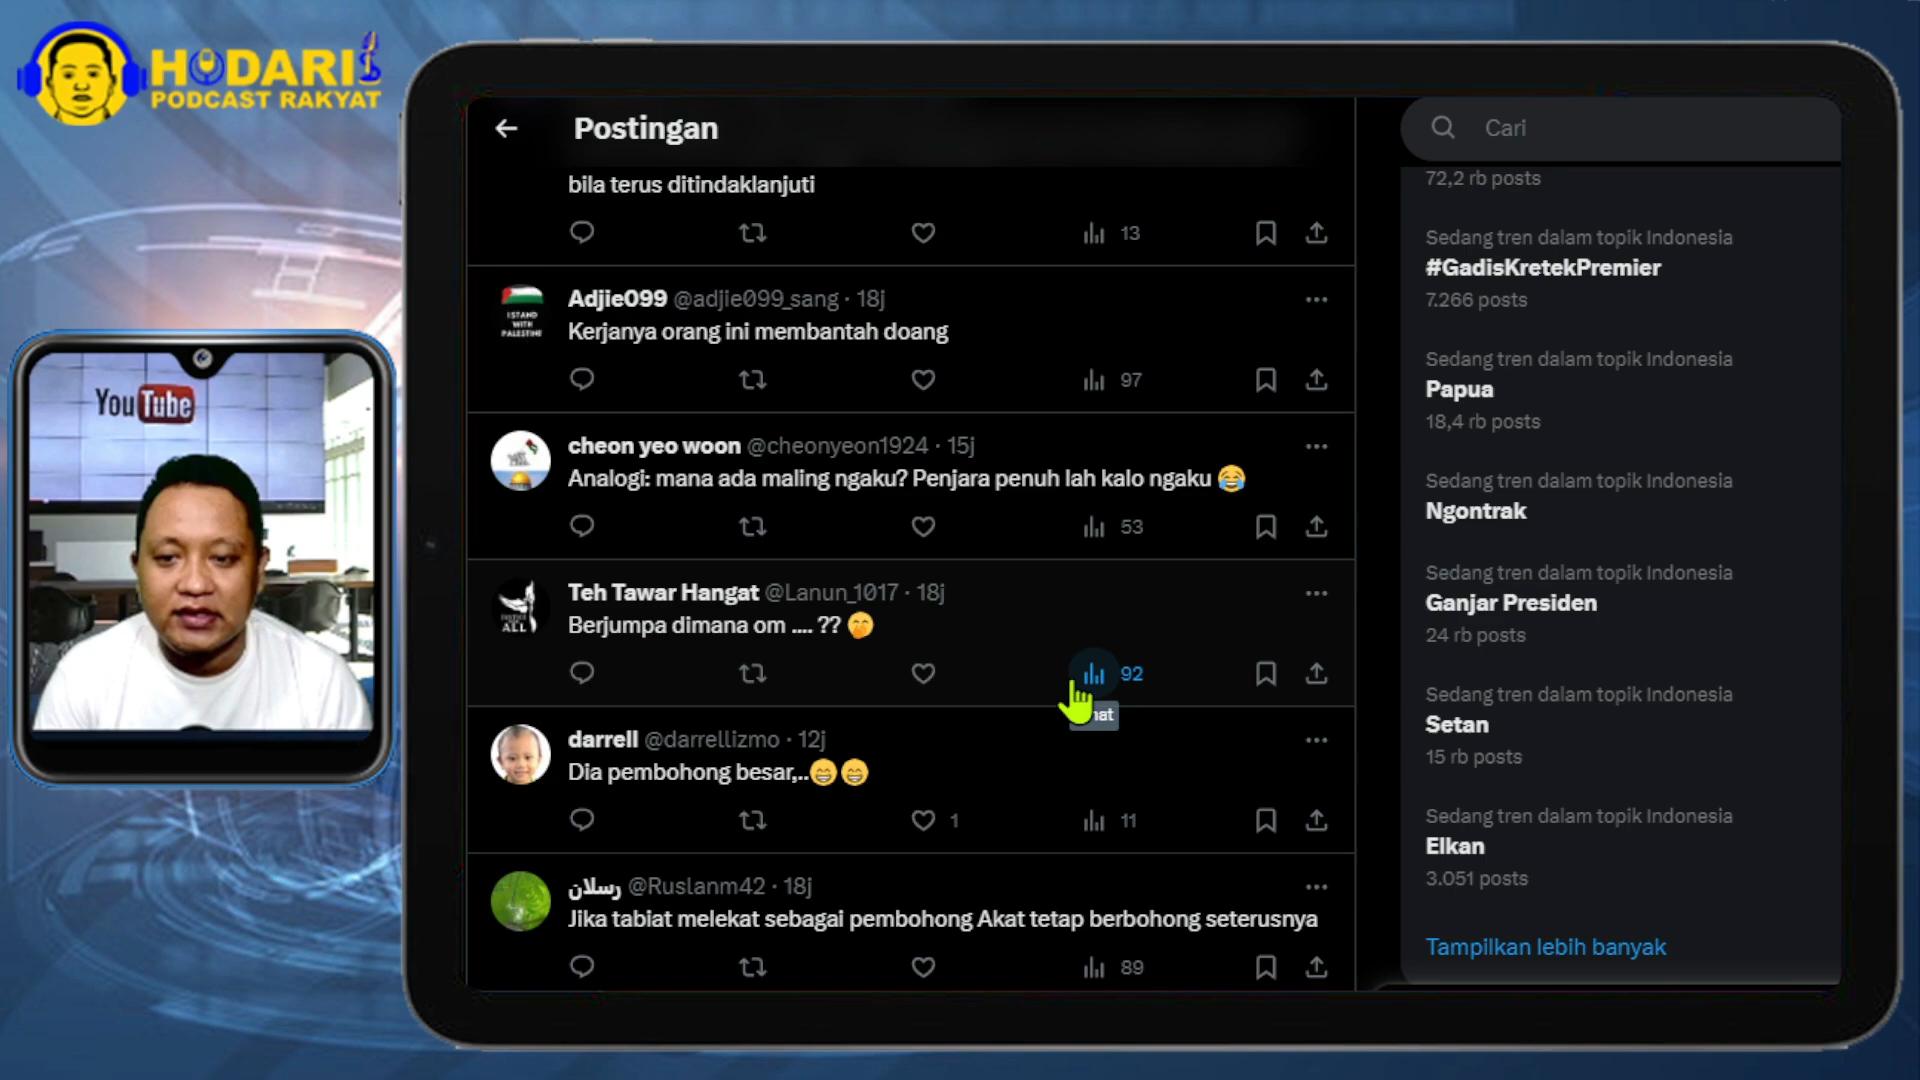 HODARI
PODCAST RAKYAT
YouTube
Postingan
bila terus ditindaklanjuti
13
Adjie099 @adjie099_sang · 18j
Kerjanya orang ini membantah doang
97
I STAND
WITH
PALESTINE
cheon yeo woon @cheonyeon1924 · 15j
Analogi: mana ada maling ngaku? Penjara penuh lah kalo ngaku 😂
53
Teh Tawar Hangat @Lanun_1017 · 18j
Berjumpa dimana om .... ?? 🤭
ALL
92
darrell @darrellizmo · 12j
Dia pembohong besar,..😁😁
1
11
رسلان @Ruslanm42 · 18j
Jika tabiat melekat sebagai pembohong Akat tetap berbohong seterusnya
89
Cari
72,2 rb posts
Sedang tren dalam topik Indonesia
#GadisKretekPremier
7.266 posts
Sedang tren dalam topik Indonesia
Papua
18,4 rb posts
Sedang tren dalam topik Indonesia
Ngontrak
Sedang tren dalam topik Indonesia
Ganjar Presiden
24 rb posts
Sedang tren dalam topik Indonesia
Setan
15 rb posts
Sedang tren dalam topik Indonesia
Elkan
3.051 posts
Tampilkan lebih banyak